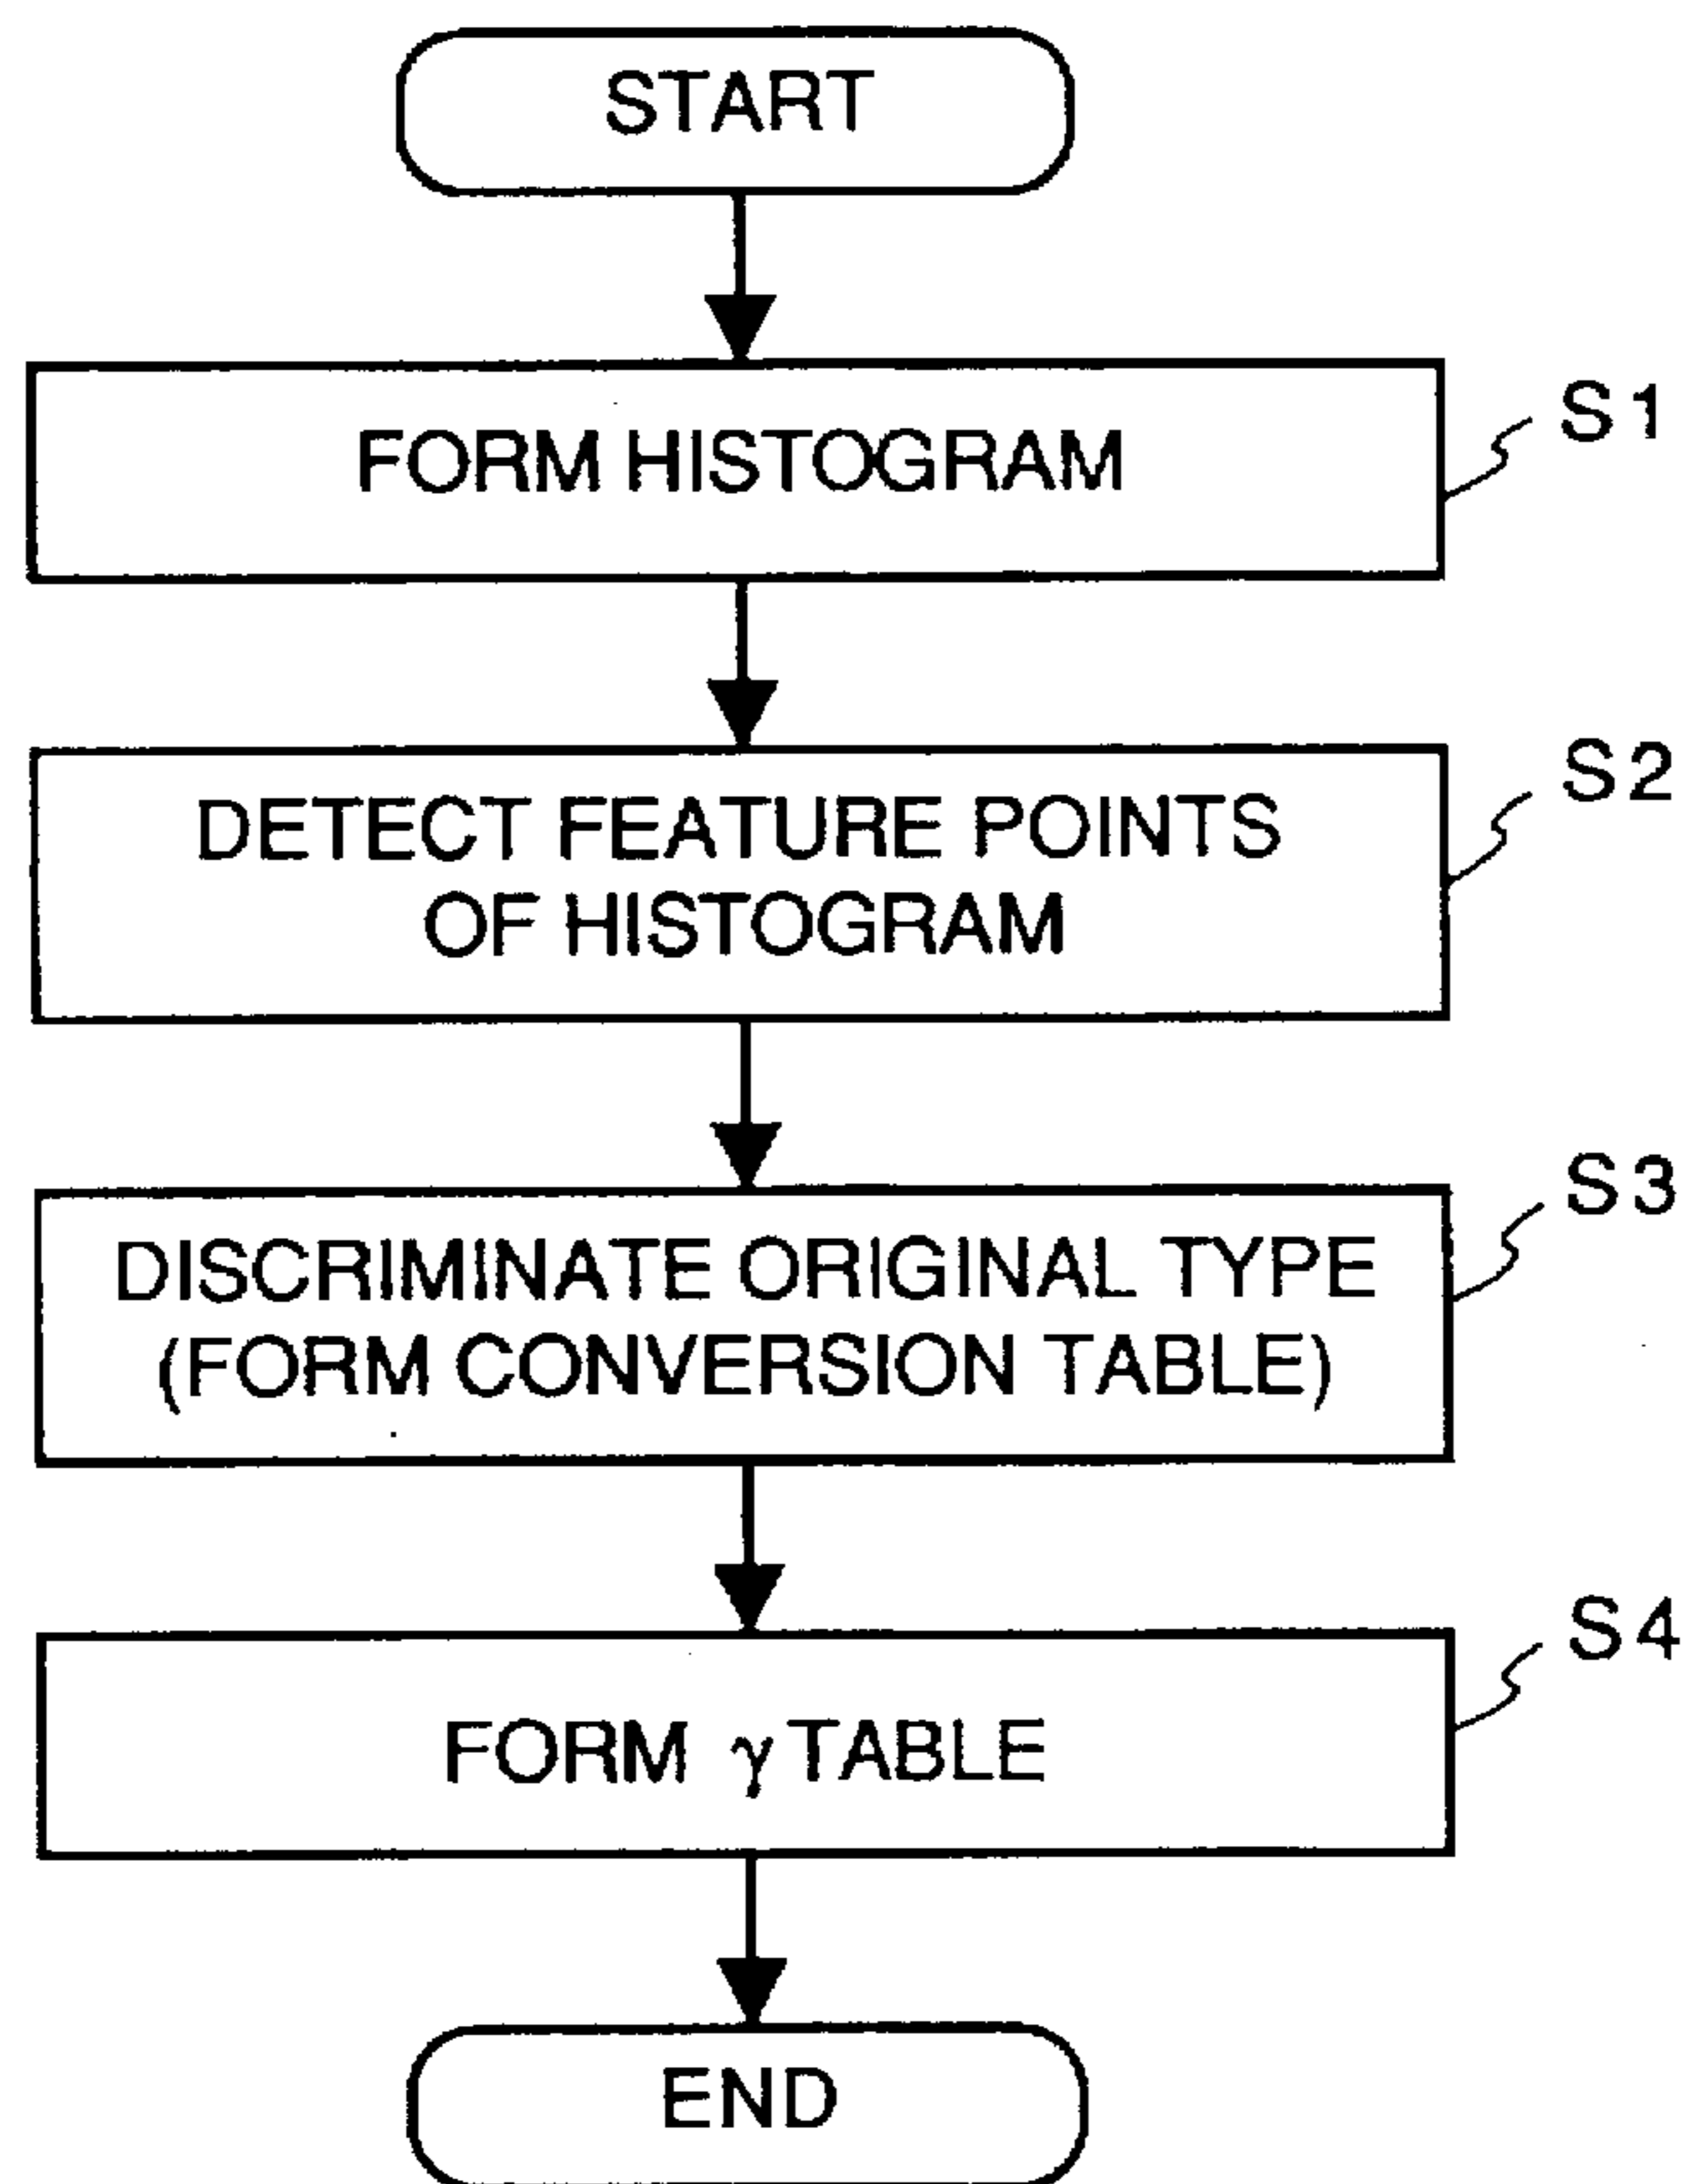 START
FORM HISTOGRAM
S1
DETECT FEATURE POINTS
OF HISTOGRAM
S2
DISCRIMINATE ORIGINAL TYPE
(FORM CONVERSION TABLE)
S3
FORM γ TABLE
S4
END